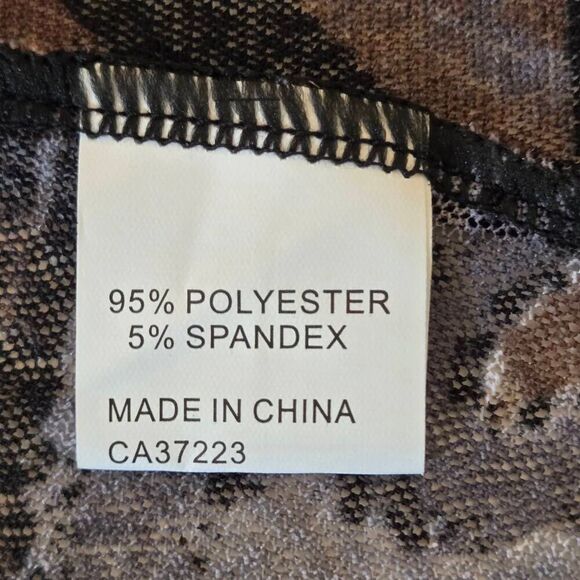 95% POLYESTER
5% SPANDEX
MADE IN CHINA
CA37223